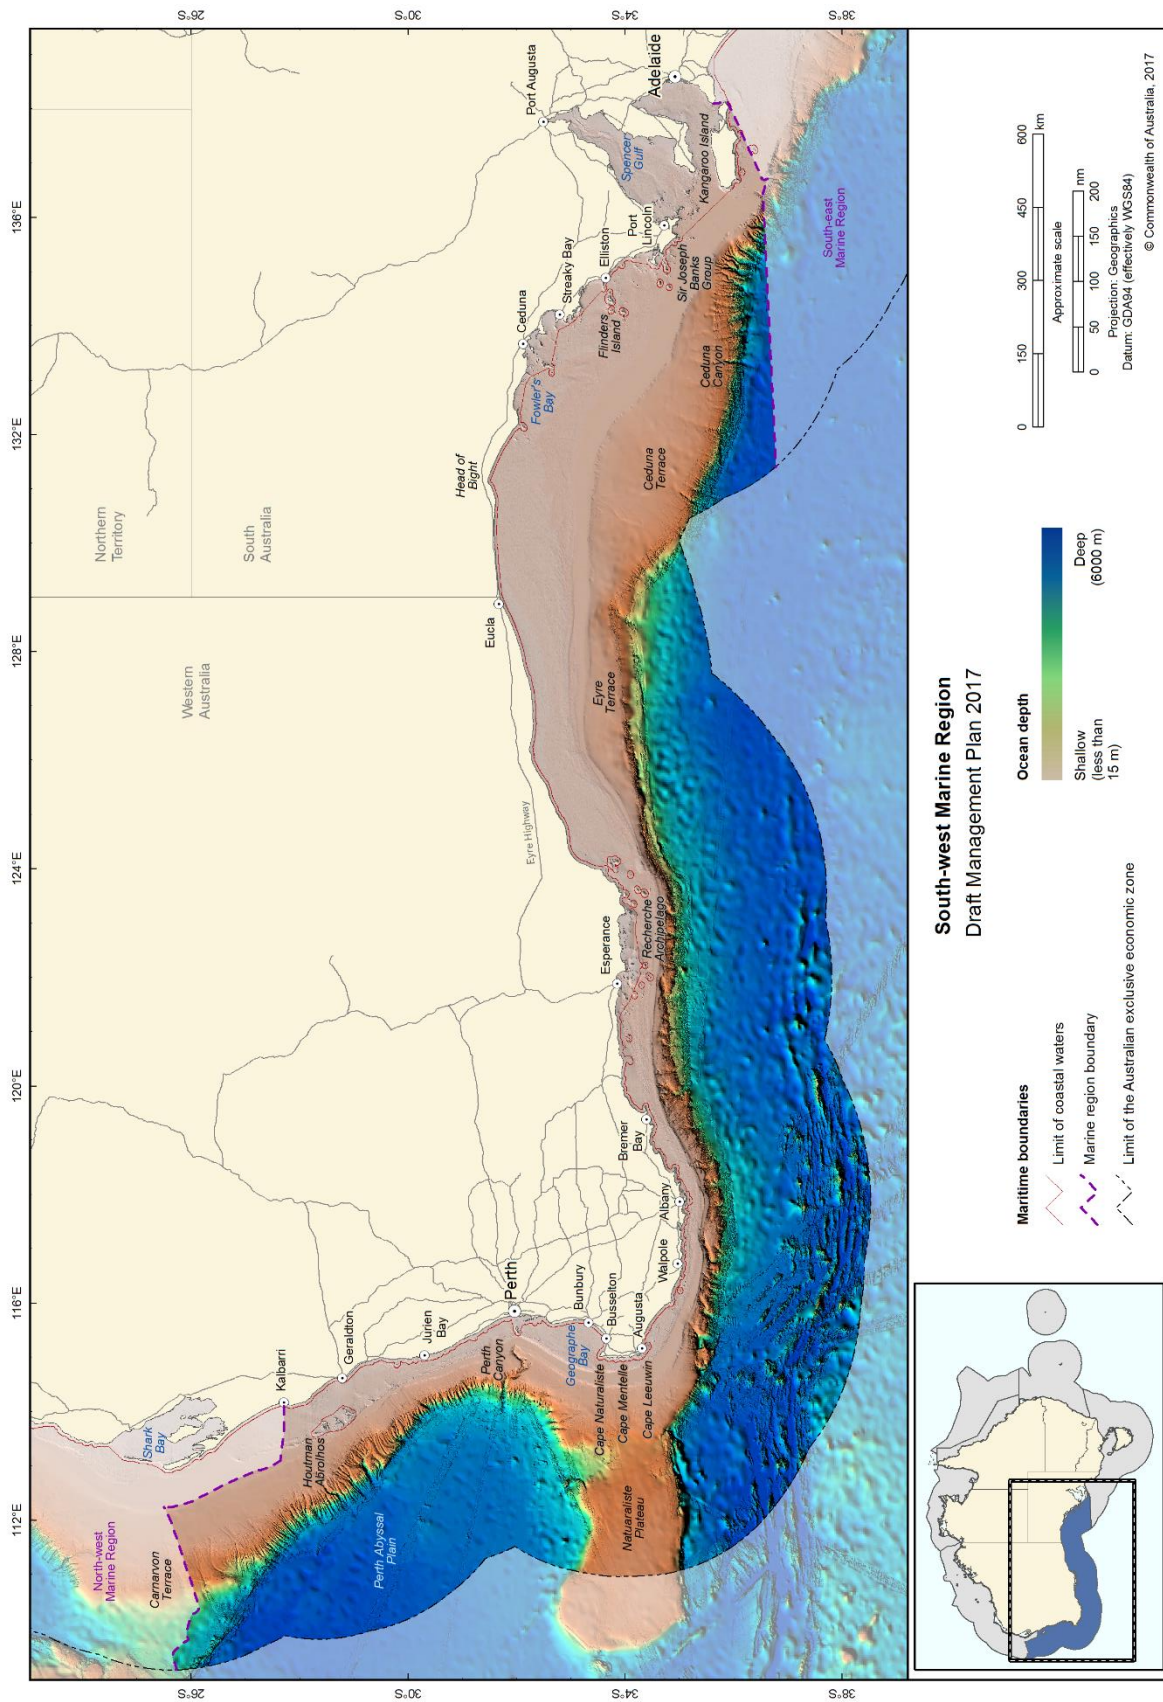 112°E
116°E
120°E
124°E
128°E
132°E
136°E
26°S
30°S
34°S
38°S
26°S
30°S
34°S
38°S
Northern
Territory
Western
Australia
South
Australia
North-west
Marine Region
Carnarvon
Terrace
Shark
Bay
Kalbarri
Houtman
Abrolhos
Geraldton
Jurien
Bay
Perth Abyssal
Plain
Perth
Canyon
Perth
Bunbury
Geographe
Bay
Busselton
Cape Naturaliste
Cape Mentelle
Cape Leeuwin
Augusta
Natuaraliste
Plateau
Walpole
Albany
Bremer
Bay
Esperance
Recherche
Archipelago
Eyre Highway
Eucla
Eyre
Terrace
Head of
Bight
Fowler's
Bay
Ceduna
Streaky Bay
Elliston
Flinders
Island
Ceduna
Terrace
Ceduna
Canyon
Port
Lincoln
Sir Joseph
Banks
Group
Port Augusta
Spencer
Gulf
Adelaide
Kangaroo Island
South-east
Marine Region
South-west Marine Region
Draft Management Plan 2017
Maritime boundaries
Limit of coastal waters
Marine region boundary
Limit of the Australian exclusive economic zone
Ocean depth
Shallow
(less than
15 m)
Deep
(6000 m)
0 150 300 450 600
km
Approximate scale
0 50 100 150 200
nm
Projection: Geographics
Datum: GDA94 (effectively WGS84)
© Commonwealth of Australia, 2017